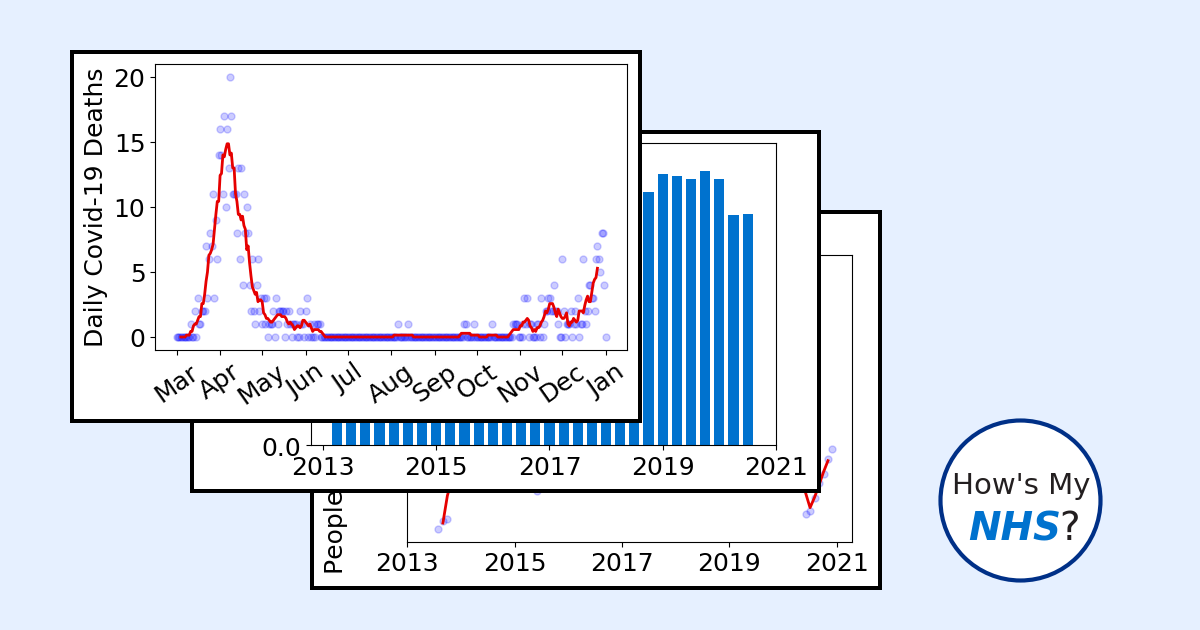 Daily Covid-19 Deaths
20
15
10
5
0
Mar Apr May Jun Jul Aug Sep Oct Nov Dec Jan
0.0
2013 2015 2017 2019 2021
People
2013 2015 2017 2019 2021
How's My
NHS?